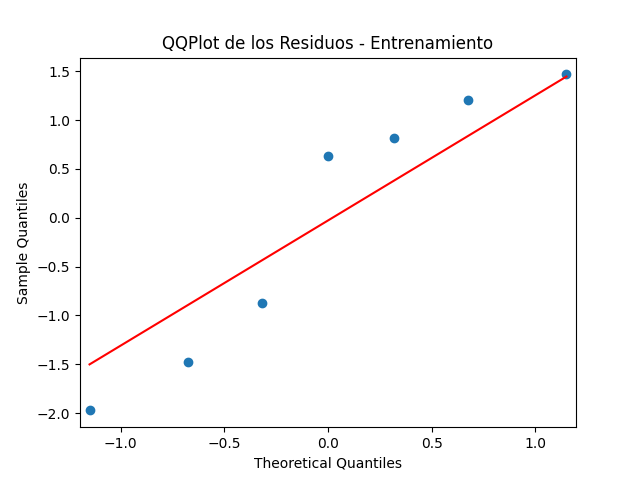 QQPlot de los Residuos - Entrenamiento
1.5
1.0
0.5
0.0
−0.5
−1.0
−1.5
−2.0
Sample Quantiles
−1.0 −0.5 0.0 0.5 1.0
Theoretical Quantiles